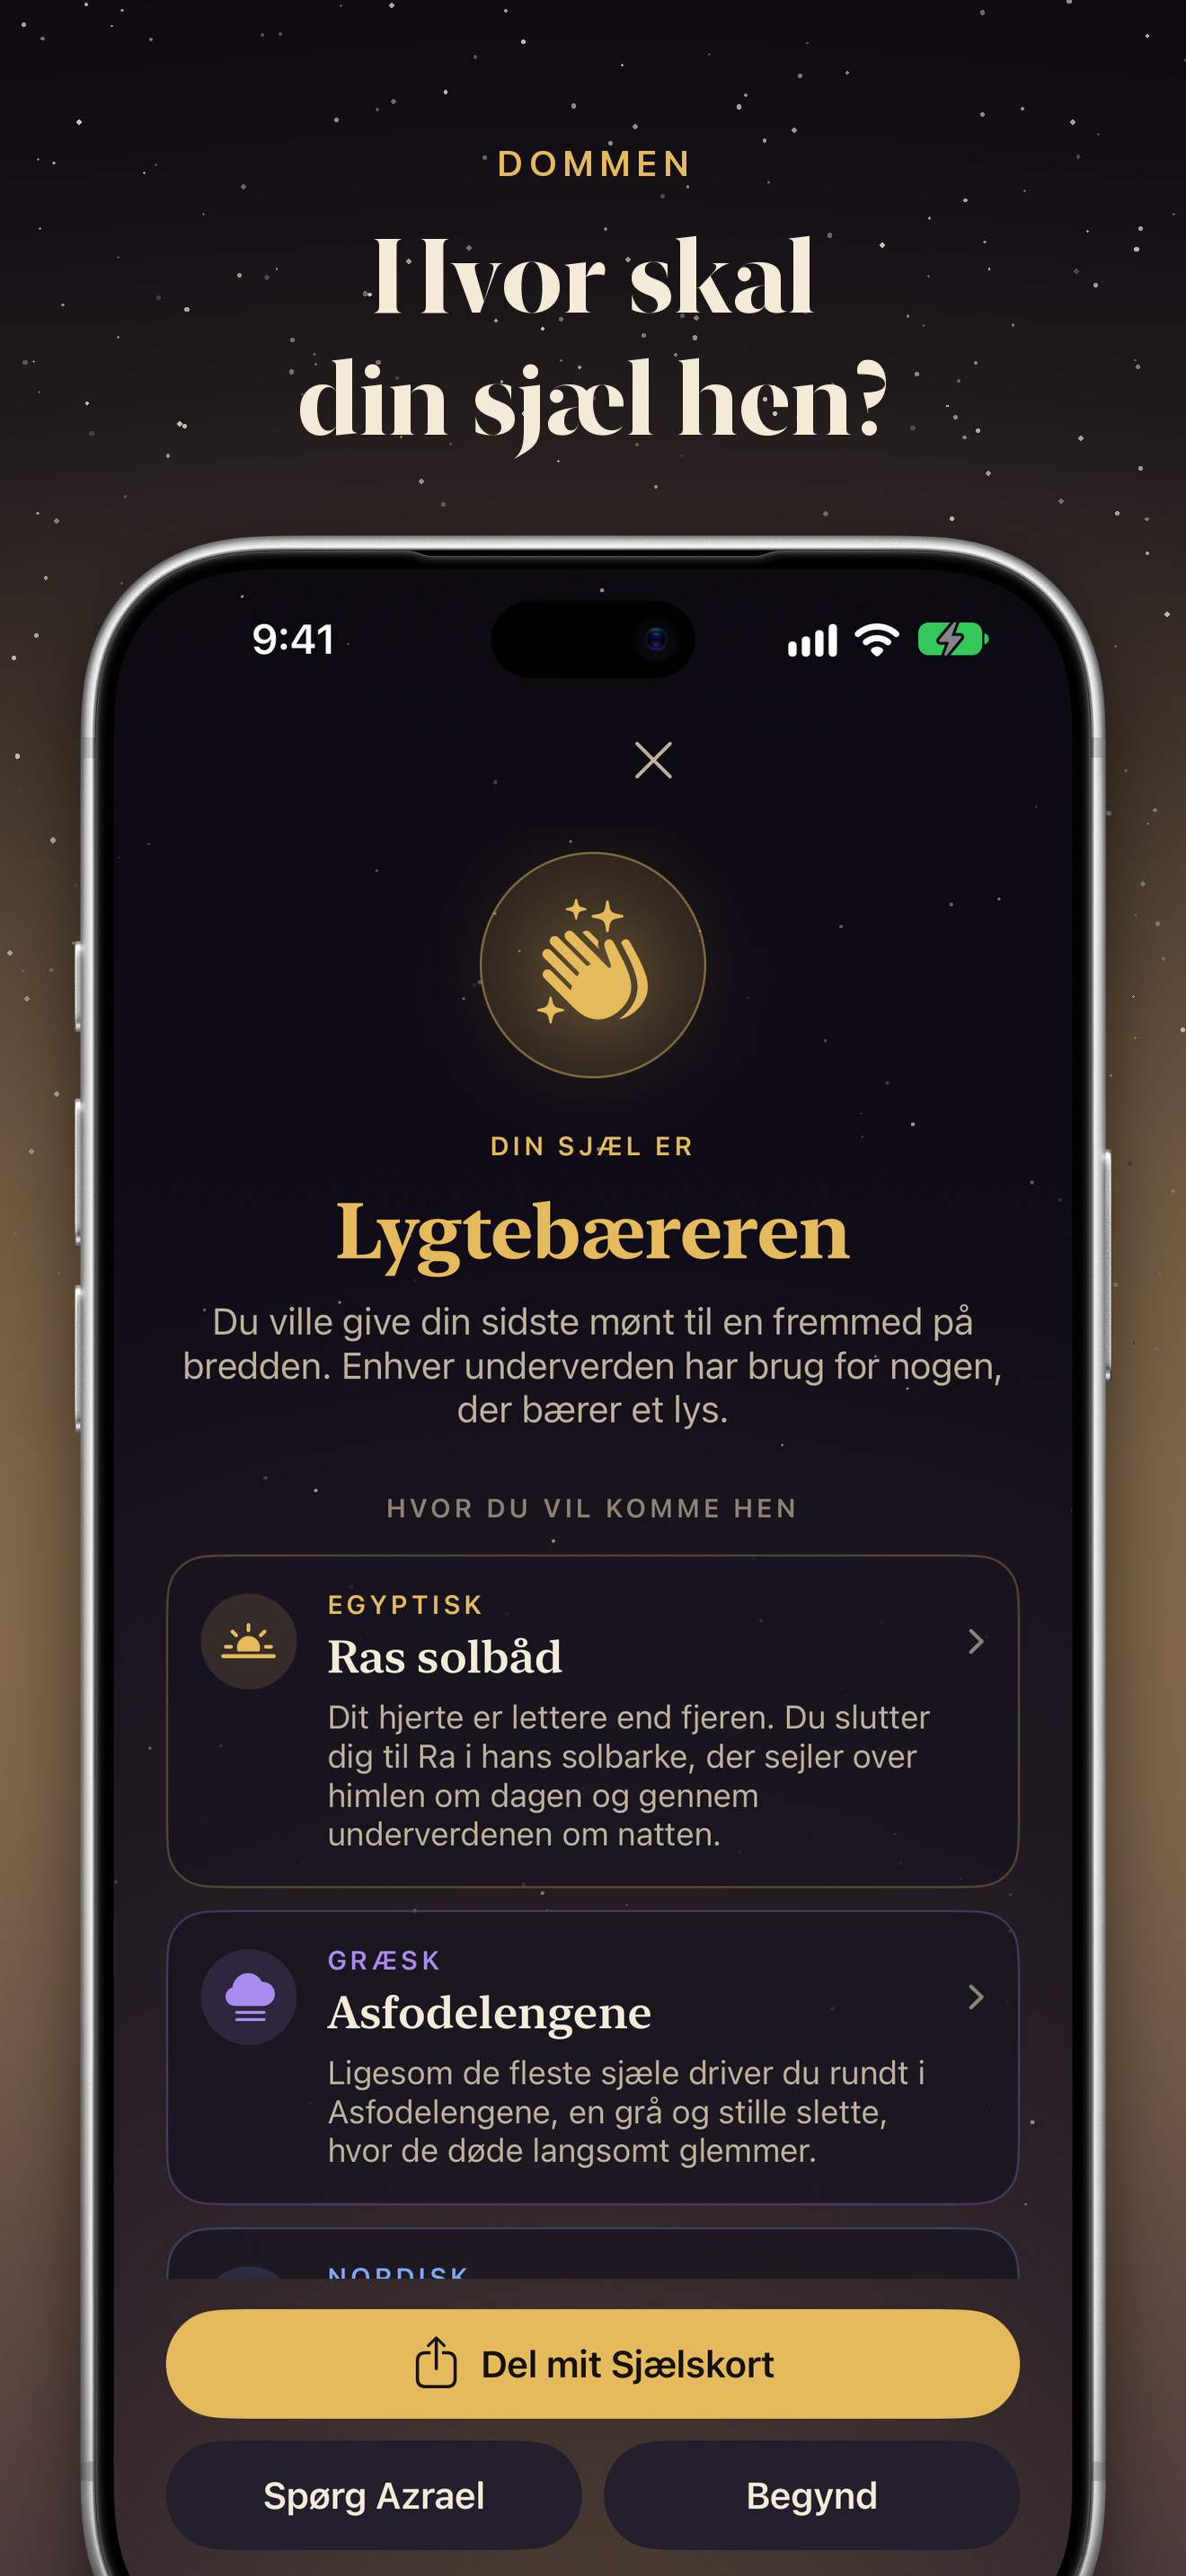 DOMMEN
Hvor skal
din sjæl hen?
9:41
DIN SJÆL ER
Lygtebæreren
Du ville give din sidste mønt til en fremmed på
bredden. Enhver underverden har brug for nogen,
der bærer et lys.
HVOR DU VIL KOMME HEN
EGYPTISK
Ras solbåd
Dit hjerte er lettere end fjeren. Du slutter
dig til Ra i hans solbarke, der sejler over
himlen om dagen og gennem
underverdenen om natten.
GRÆSK
Asfodelengene
Ligesom de fleste sjæle driver du rundt i
Asfodelengene, en grå og stille slette,
hvor de døde langsomt glemmer.
NORDISK
Del mit Sjælskort
Spørg Azrael
Begynd